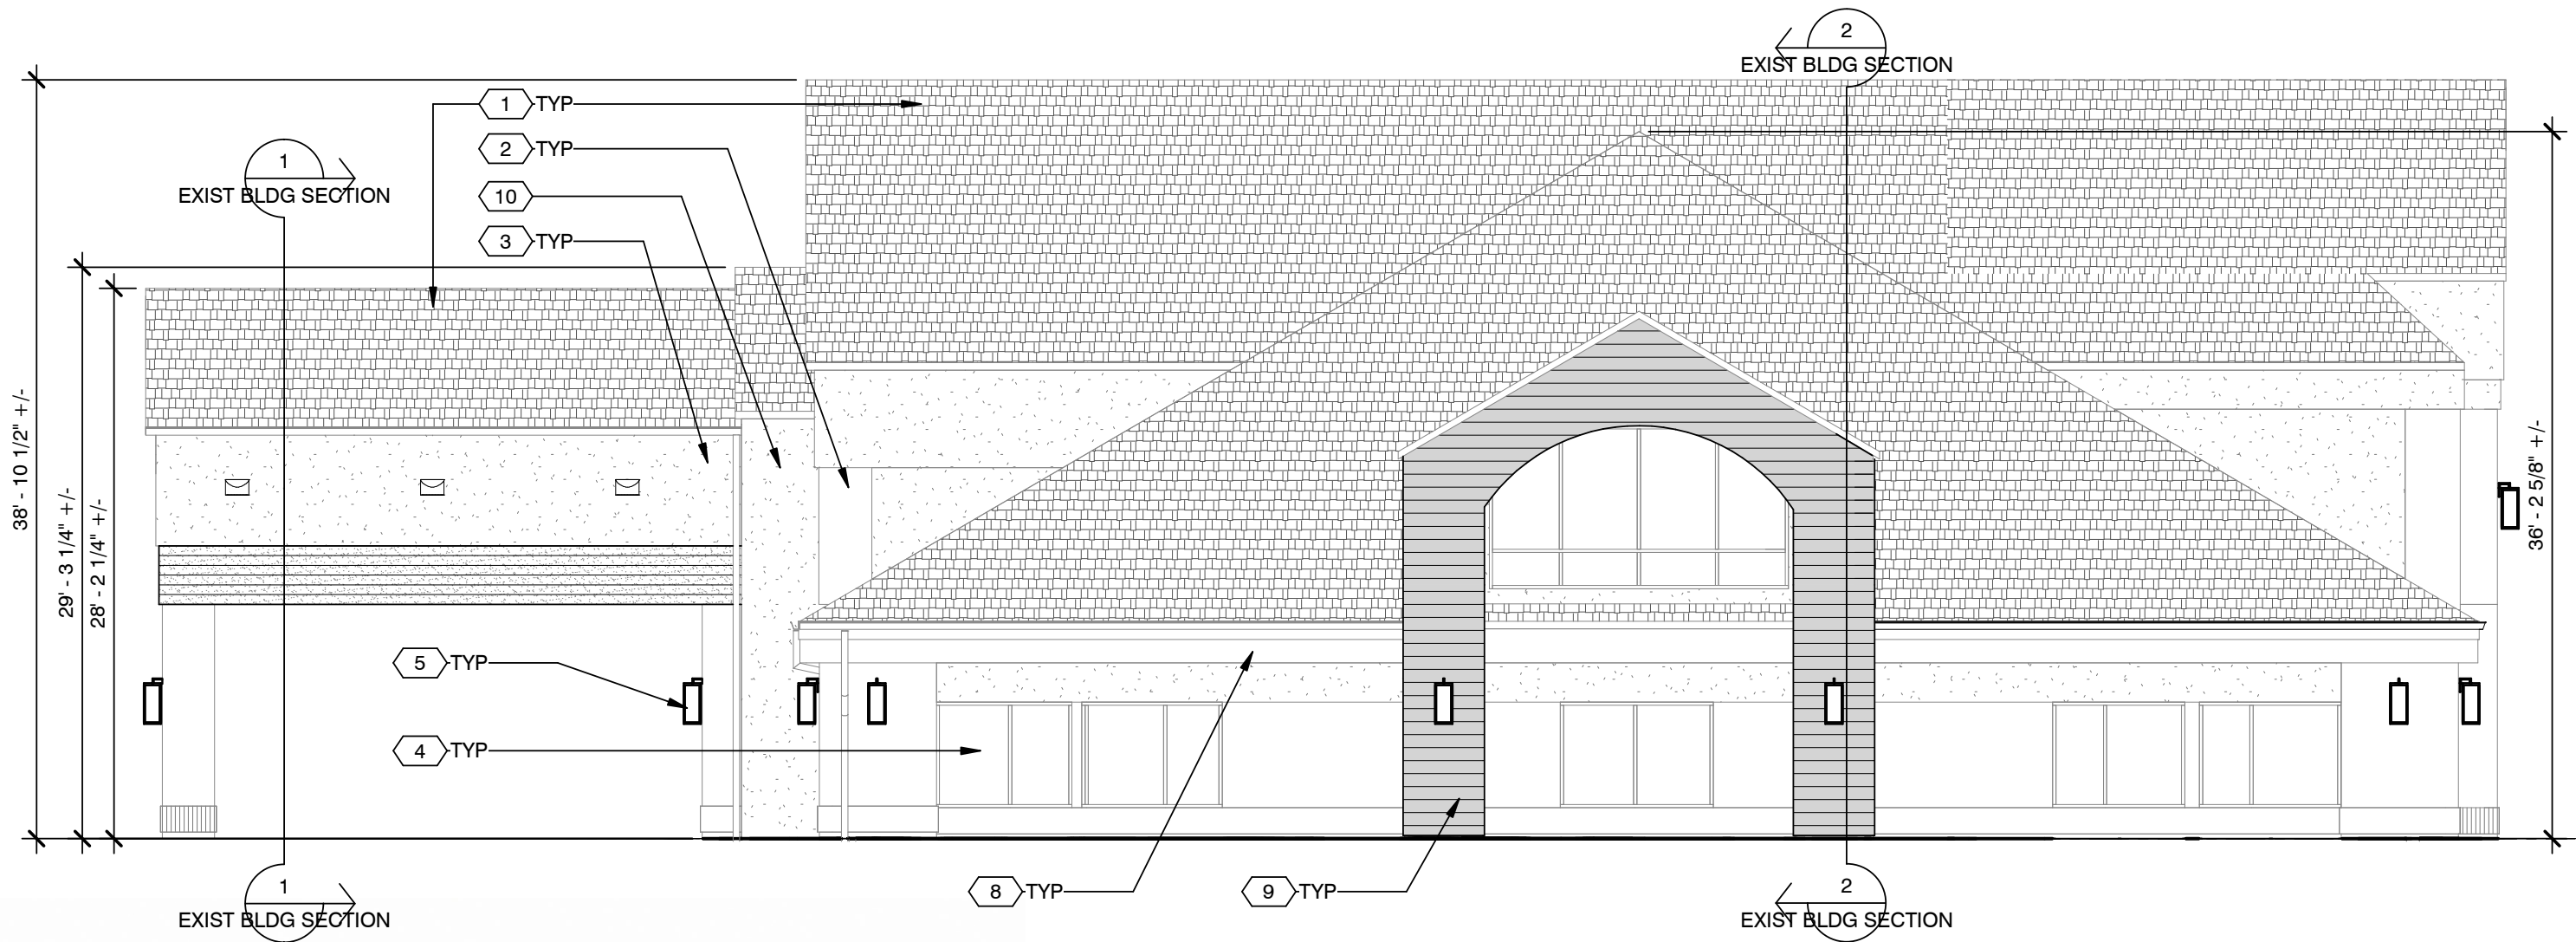 2
EXIST BLDG SECTION
1 TYP
2 TYP
1
EXIST BLDG SECTION
10
3 TYP
38' - 10 1/2" +/-
29' - 3 1/4" +/-
28' - 2 1/4" +/-
36' - 2 5/8" +/-
5 TYP
4 TYP
8 TYP
9 TYP
1
EXIST BLDG SECTION
2
EXIST BLDG SECTION